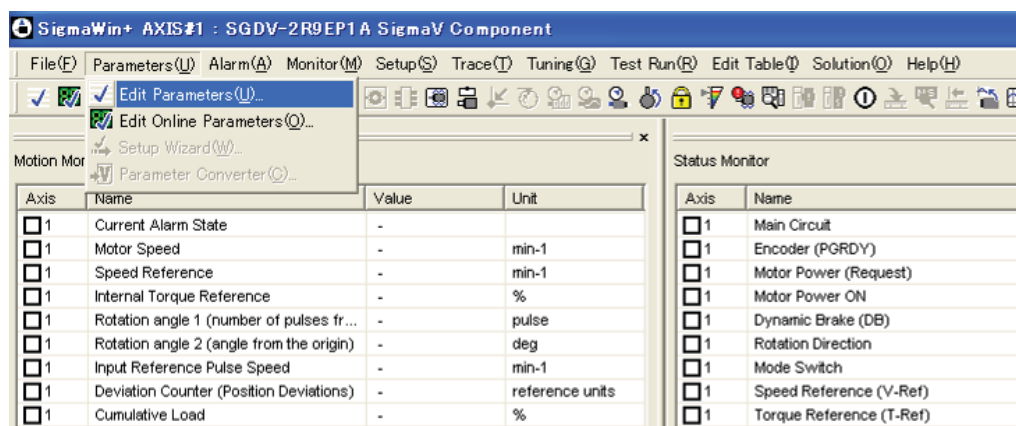 SigmaWin+ AXIS#1 : SGDV-2R9EP1A SigmaV Component
File(F) Parameters(U) Alarm(A) Monitor(M) Setup(S) Trace(T) Tuning(G) Test Run(R) Edit Table(I) Solution(O) Help(H)
Edit Parameters(U)...
Edit Online Parameters(O)...
Setup Wizard(W)...
Parameter Converter(C)...
Motion Mon
Axis Name Value Unit
1 Current Alarm State -
1 Motor Speed - min-1
1 Speed Reference - min-1
1 Internal Torque Reference - %
1 Rotation angle 1 (number of pulses fr... - pulse
1 Rotation angle 2 (angle from the origin) - deg
1 Input Reference Pulse Speed - min-1
1 Deviation Counter (Position Deviations) - reference units
1 Cumulative Load - %
x
Status Monitor
Axis Name
1 Main Circuit
1 Encoder (PGRDY)
1 Motor Power (Request)
1 Motor Power ON
1 Dynamic Brake (DB)
1 Rotation Direction
1 Mode Switch
1 Speed Reference (V-Ref)
1 Torque Reference (T-Ref)